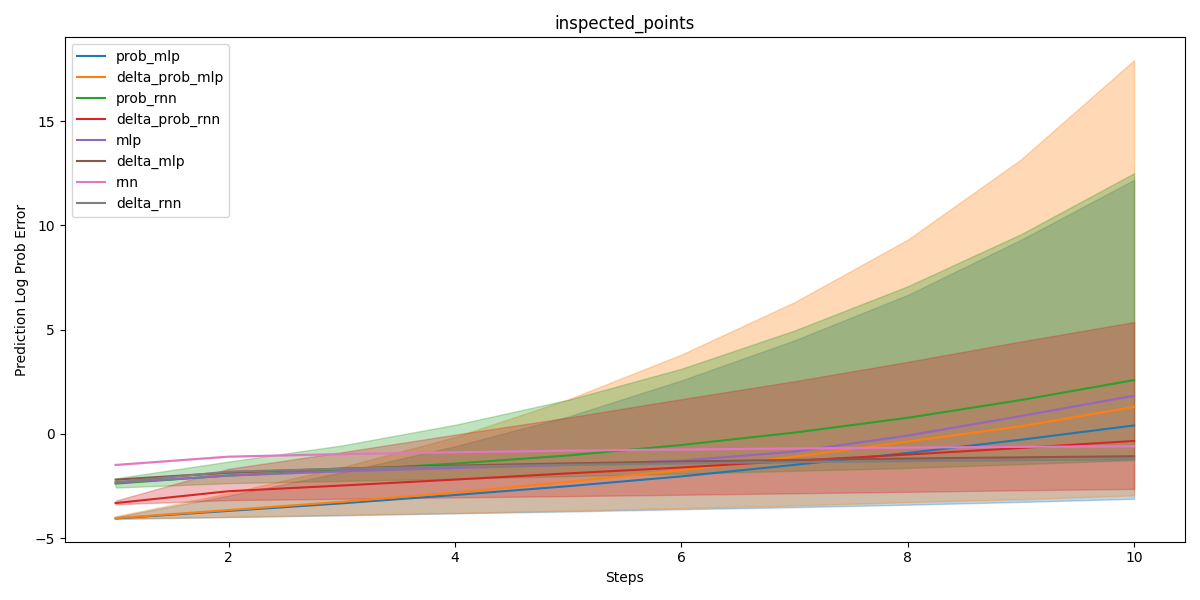 inspected_points
prob_mlp
delta_prob_mlp
prob_rnn
delta_prob_rnn
mlp
delta_mlp
rnn
delta_rnn
Prediction Log Prob Error
15
10
5
0
−5
2
4
6
8
10
Steps